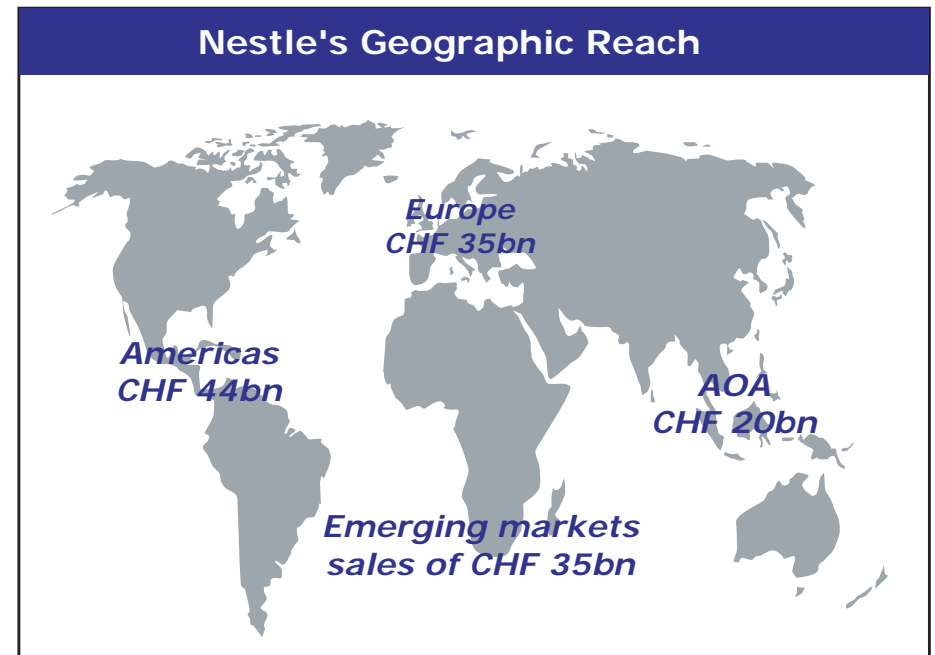 Nestle's Geographic Reach
Europe
CHF 35bn
Americas
CHF 44bn
AOA
CHF 20bn
Emerging markets
sales of CHF 35bn